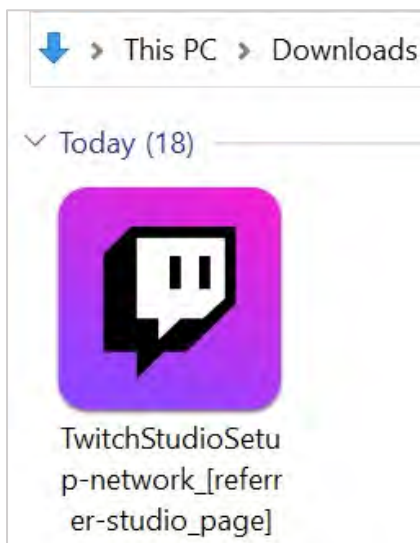 This PC > Downloads
Today (18)
TwitchStudioSetu
p-network_[referr
er-studio_page]